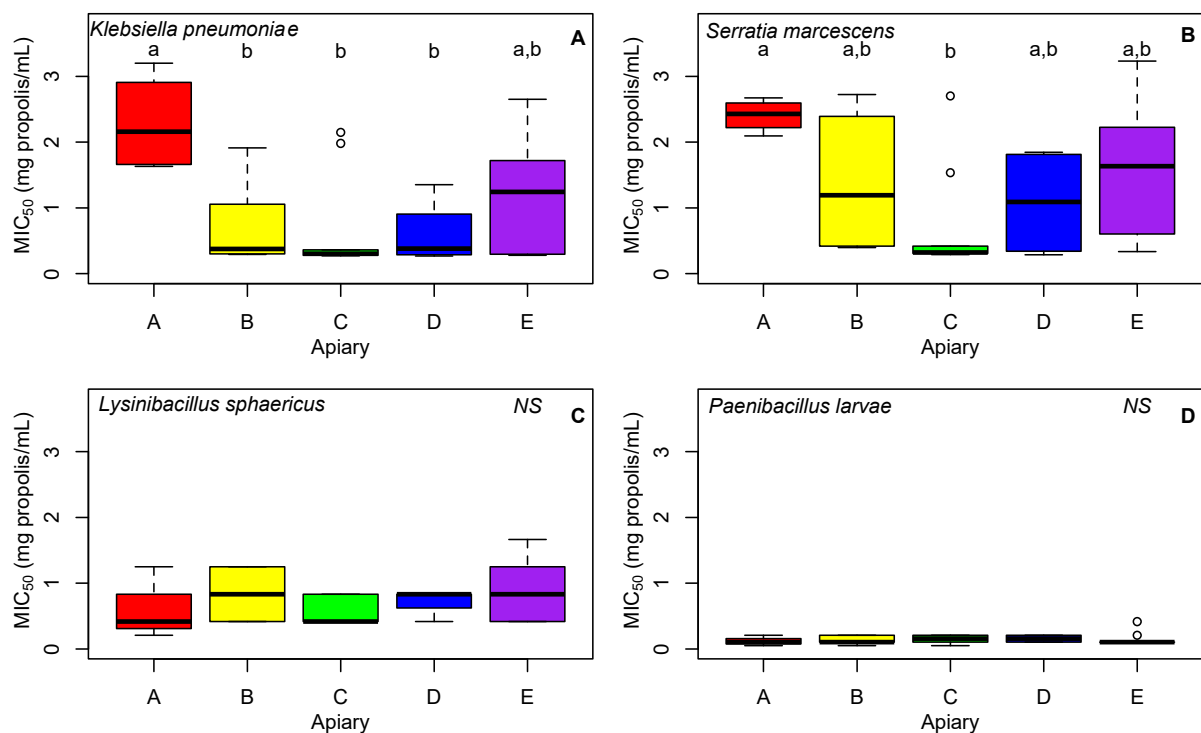 Klebsiella pneumoniae
A
a b b b a,b
MIC50 (mg propolis/mL)
3
2
1
0
A B C D E
Apiary
Serratia marcescens
B
a a,b b a,b a,b
MIC50 (mg propolis/mL)
3
2
1
0
A B C D E
Apiary
Lysinibacillus sphaericus NS C
MIC50 (mg propolis/mL)
3
2
1
0
A B C D E
Apiary
Paenibacillus larvae NS D
MIC50 (mg propolis/mL)
3
2
1
0
A B C D E
Apiary